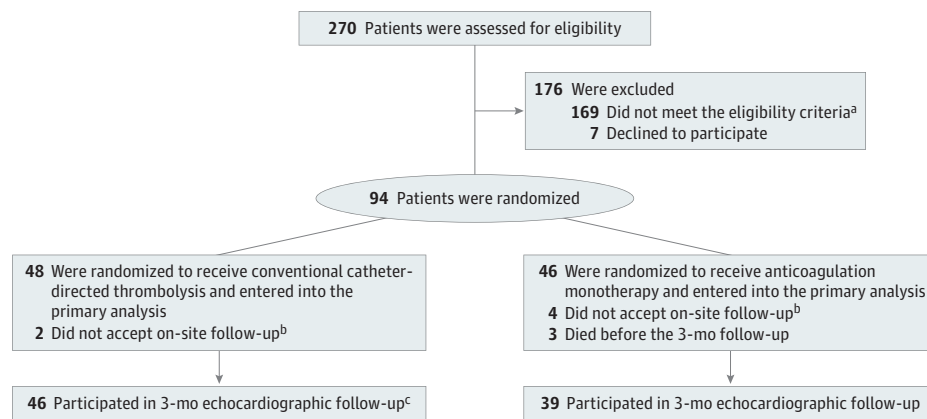 270 Patients were assessed for eligibility
176 Were excluded
169 Did not meet the eligibility criteriaᵃ
7 Declined to participate
94 Patients were randomized
48 Were randomized to receive conventional catheter-
directed thrombolysis and entered into the
primary analysis
2 Did not accept on-site follow-upᵇ
46 Were randomized to receive anticoagulation
monotherapy and entered into the primary analysis
4 Did not accept on-site follow-upᵇ
3 Died before the 3-mo follow-up
46 Participated in 3-mo echocardiographic follow-upᶜ
39 Participated in 3-mo echocardiographic follow-up